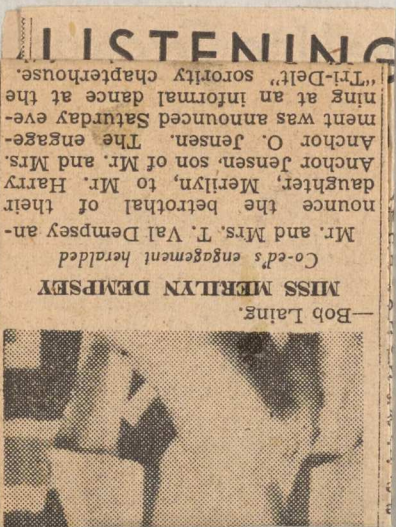 LISTENING
—Bob Laing.
MISS MERILYN DEMPSEY
Co-ed's engagement heralded
Mr. and Mrs. T. Val Dempsey an-
nounce the betrothal of their
daughter, Merilyn, to Mr. Harry
Anchor Jensen, son of Mr. and Mrs.
Anchor O. Jensen. The engage-
ment was announced Saturday eve-
ning at an informal dance at the
"Tri-Delt" sorority chapterhouse.